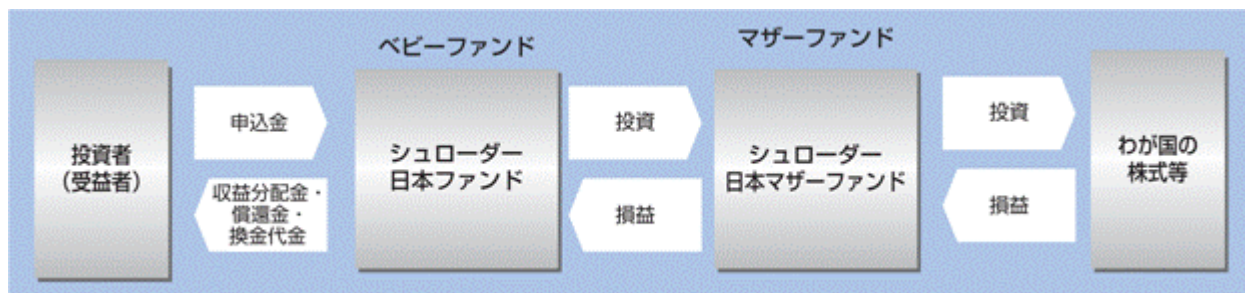 ベビーファンド
マザーファンド
投資者
（受益者）
申込金
収益分配金・
償還金・
換金代金
シュローダー
日本ファンド
投資
損益
シュローダー
日本マザーファンド
投資
損益
わが国の
株式等